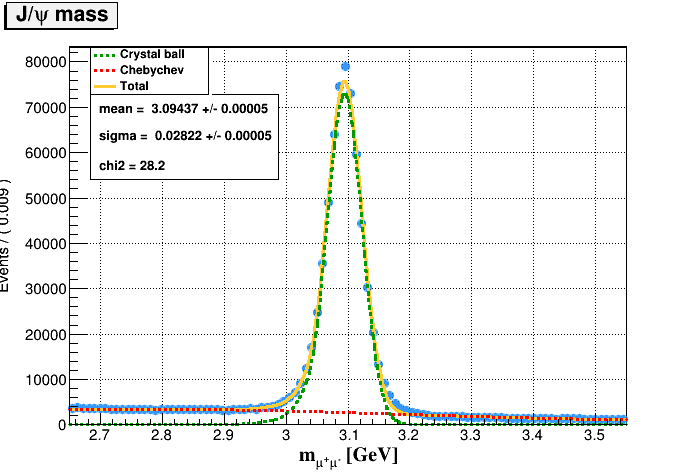 J/ψ mass
Crystal ball
Chebychev
Total
mean = 3.09437 +/- 0.00005
sigma = 0.02822 +/- 0.00005
chi2 = 28.2
Events / ( 0.009 )
80000
70000
60000
50000
40000
30000
20000
10000
0
2.7 2.8 2.9 3 3.1 3.2 3.3 3.4 3.5
m_μ⁺μ⁻ [GeV]